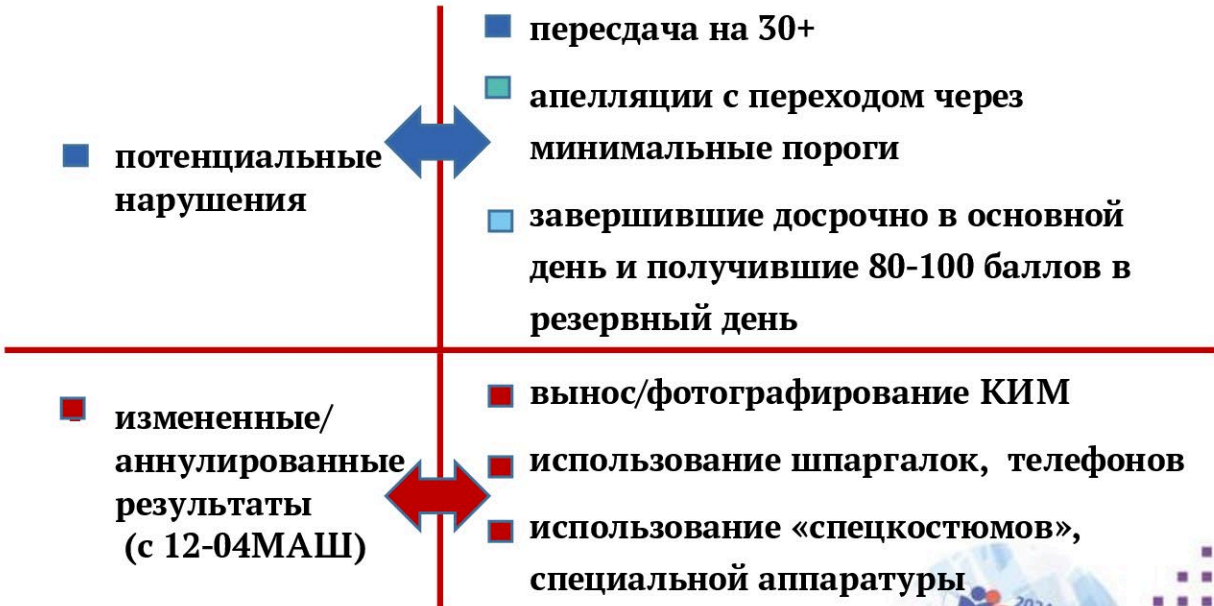 потенциальные
нарушения
пересдача на 30+
апелляции с переходом через
минимальные пороги
завершившие досрочно в основной
день и получившие 80-100 баллов в
резервный день
измененные/
аннулированные
результаты
(с 12-04МАШ)
вынос/фотографирование КИМ
использование шпаргалок, телефонов
использование «спецкостюмов»,
специальной аппаратуры